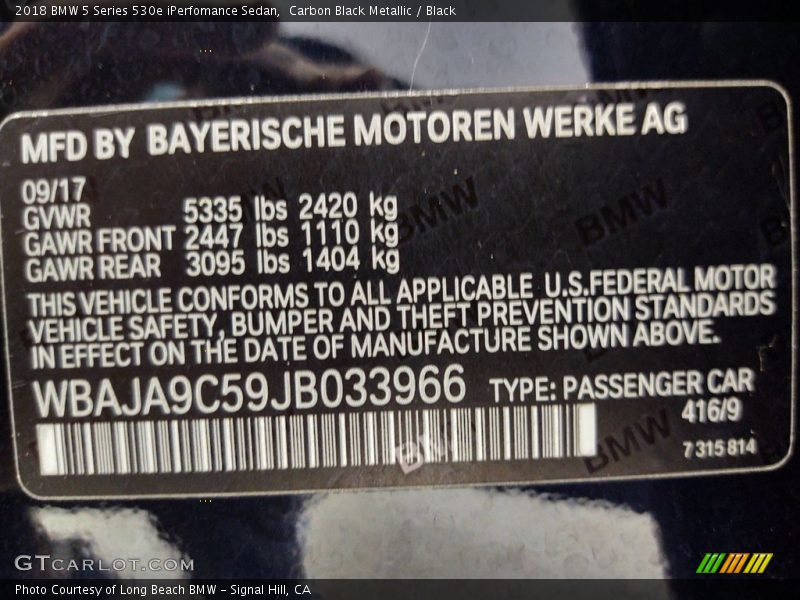 2018 BMW 5 Series 530e iPerfomance Sedan, Carbon Black Metallic / Black
MFD BY BAYERISCHE MOTOREN WERKE AG
09/17
GVWR 5335 lbs 2420 kg
GAWR FRONT 2447 lbs 1110 kg
GAWR REAR 3095 lbs 1404 kg
THIS VEHICLE CONFORMS TO ALL APPLICABLE U.S.FEDERAL MOTOR
VEHICLE SAFETY, BUMPER AND THEFT PREVENTION STANDARDS
IN EFFECT ON THE DATE OF MANUFACTURE SHOWN ABOVE.
WBAJA9C59JB033966 TYPE: PASSENGER CAR
416/9
7 315 814
BMW
BMW
BMW
BMW
GTCARLOT.COM
Photo Courtesy of Long Beach BMW - Signal Hill, CA